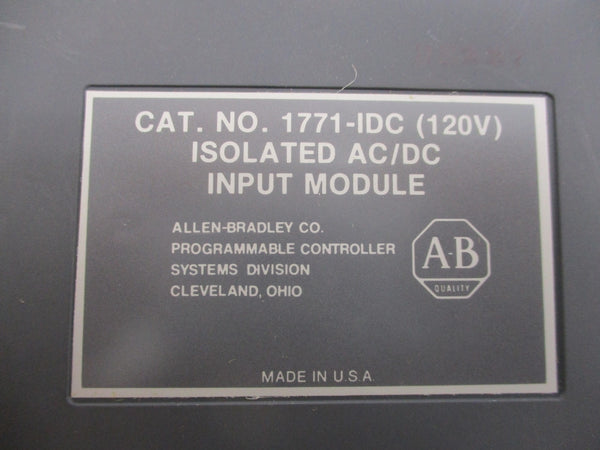 CAT. NO. 1771-IDC (120V)
ISOLATED AC/DC
INPUT MODULE
ALLEN-BRADLEY CO.
PROGRAMMABLE CONTROLLER
SYSTEMS DIVISION
CLEVELAND, OHIO
AB
QUALITY
MADE IN U.S.A.